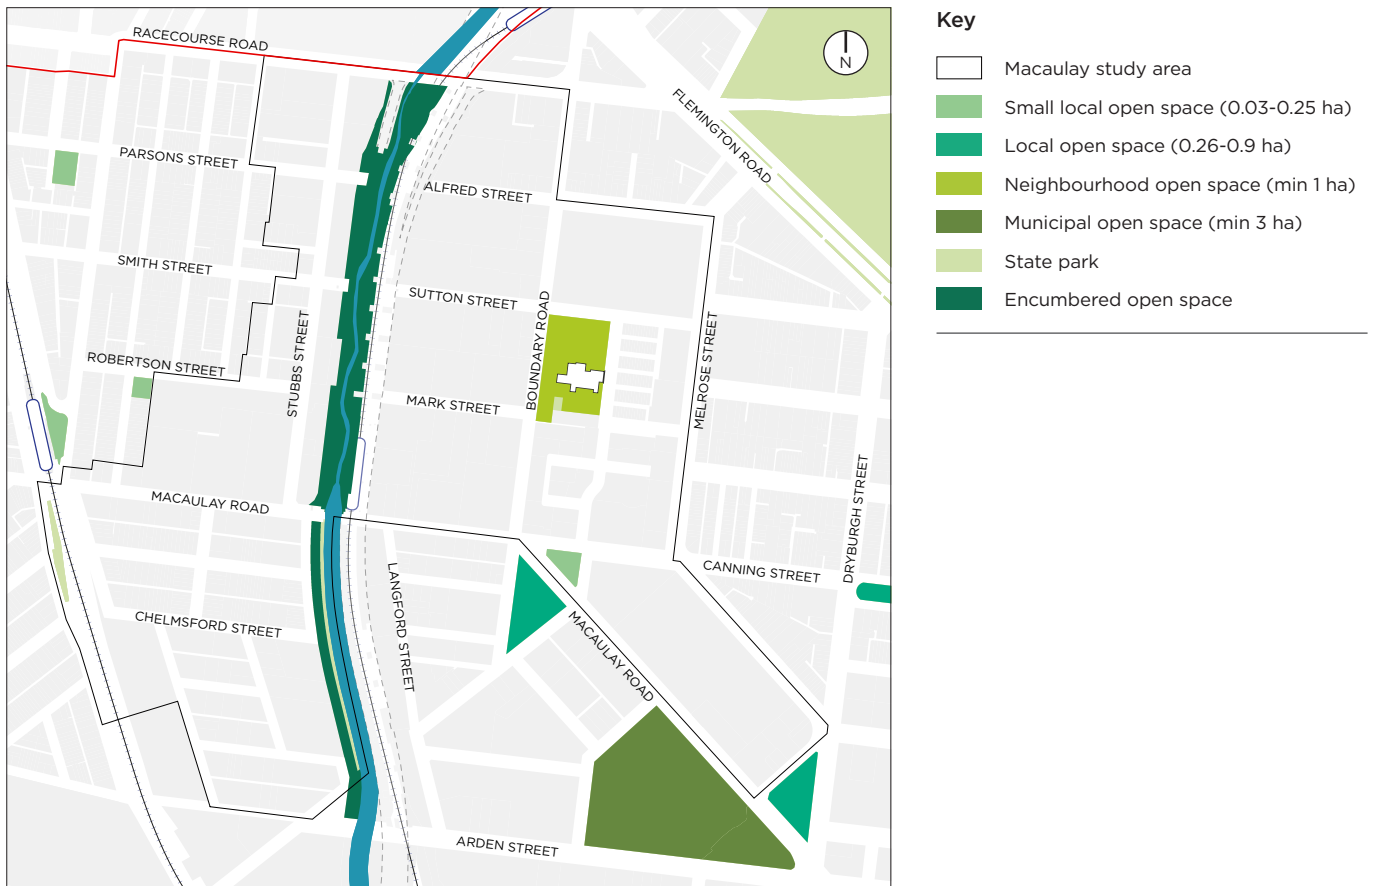 RACECOURSE ROAD
N
FLEMINGTON ROAD
PARSONS STREET
ALFRED STREET
SMITH STREET
SUTTON STREET
BOUNDARY ROAD
STUBBS STREET
MELROSE STREET
ROBERTSON STREET
MARK STREET
MACAULAY ROAD
DRYBURGH STREET
CANNING STREET
LANGFORD STREET
CHELMSFORD STREET
MACAULAY ROAD
ARDEN STREET
Key
Macaulay study area
Small local open space (0.03-0.25 ha)
Local open space (0.26-0.9 ha)
Neighbourhood open space (min 1 ha)
Municipal open space (min 3 ha)
State park
Encumbered open space